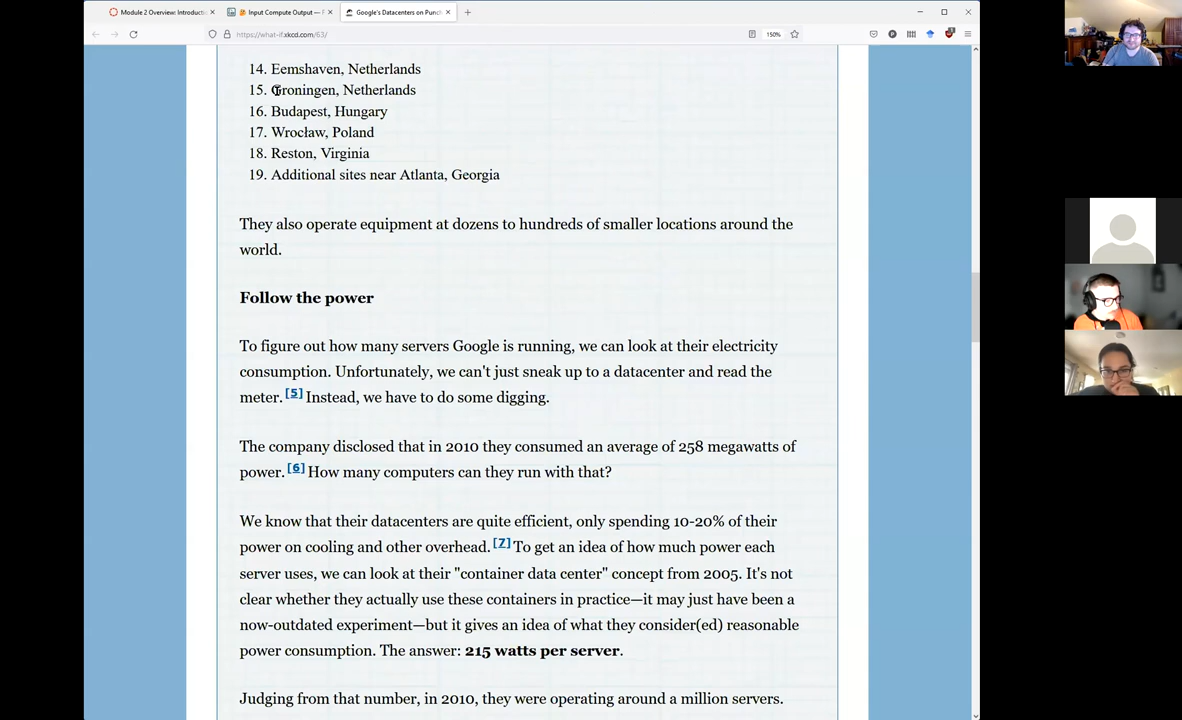 Module 2 Overview: Introducti
Input Compute Output — F
Google's Datacenters on Punch
https://what-if.xkcd.com/63/
150%
14. Eemshaven, Netherlands
15. Groningen, Netherlands
16. Budapest, Hungary
17. Wrocław, Poland
18. Reston, Virginia
19. Additional sites near Atlanta, Georgia
They also operate equipment at dozens to hundreds of smaller locations around the
world.
Follow the power
To figure out how many servers Google is running, we can look at their electricity
consumption. Unfortunately, we can't just sneak up to a datacenter and read the
meter.[5] Instead, we have to do some digging.
The company disclosed that in 2010 they consumed an average of 258 megawatts of
power.[6] How many computers can they run with that?
We know that their datacenters are quite efficient, only spending 10-20% of their
power on cooling and other overhead.[7] To get an idea of how much power each
server uses, we can look at their "container data center" concept from 2005. It's not
clear whether they actually use these containers in practice—it may just have been a
now-outdated experiment—but it gives an idea of what they consider(ed) reasonable
power consumption. The answer: 215 watts per server.
Judging from that number, in 2010, they were operating around a million servers.